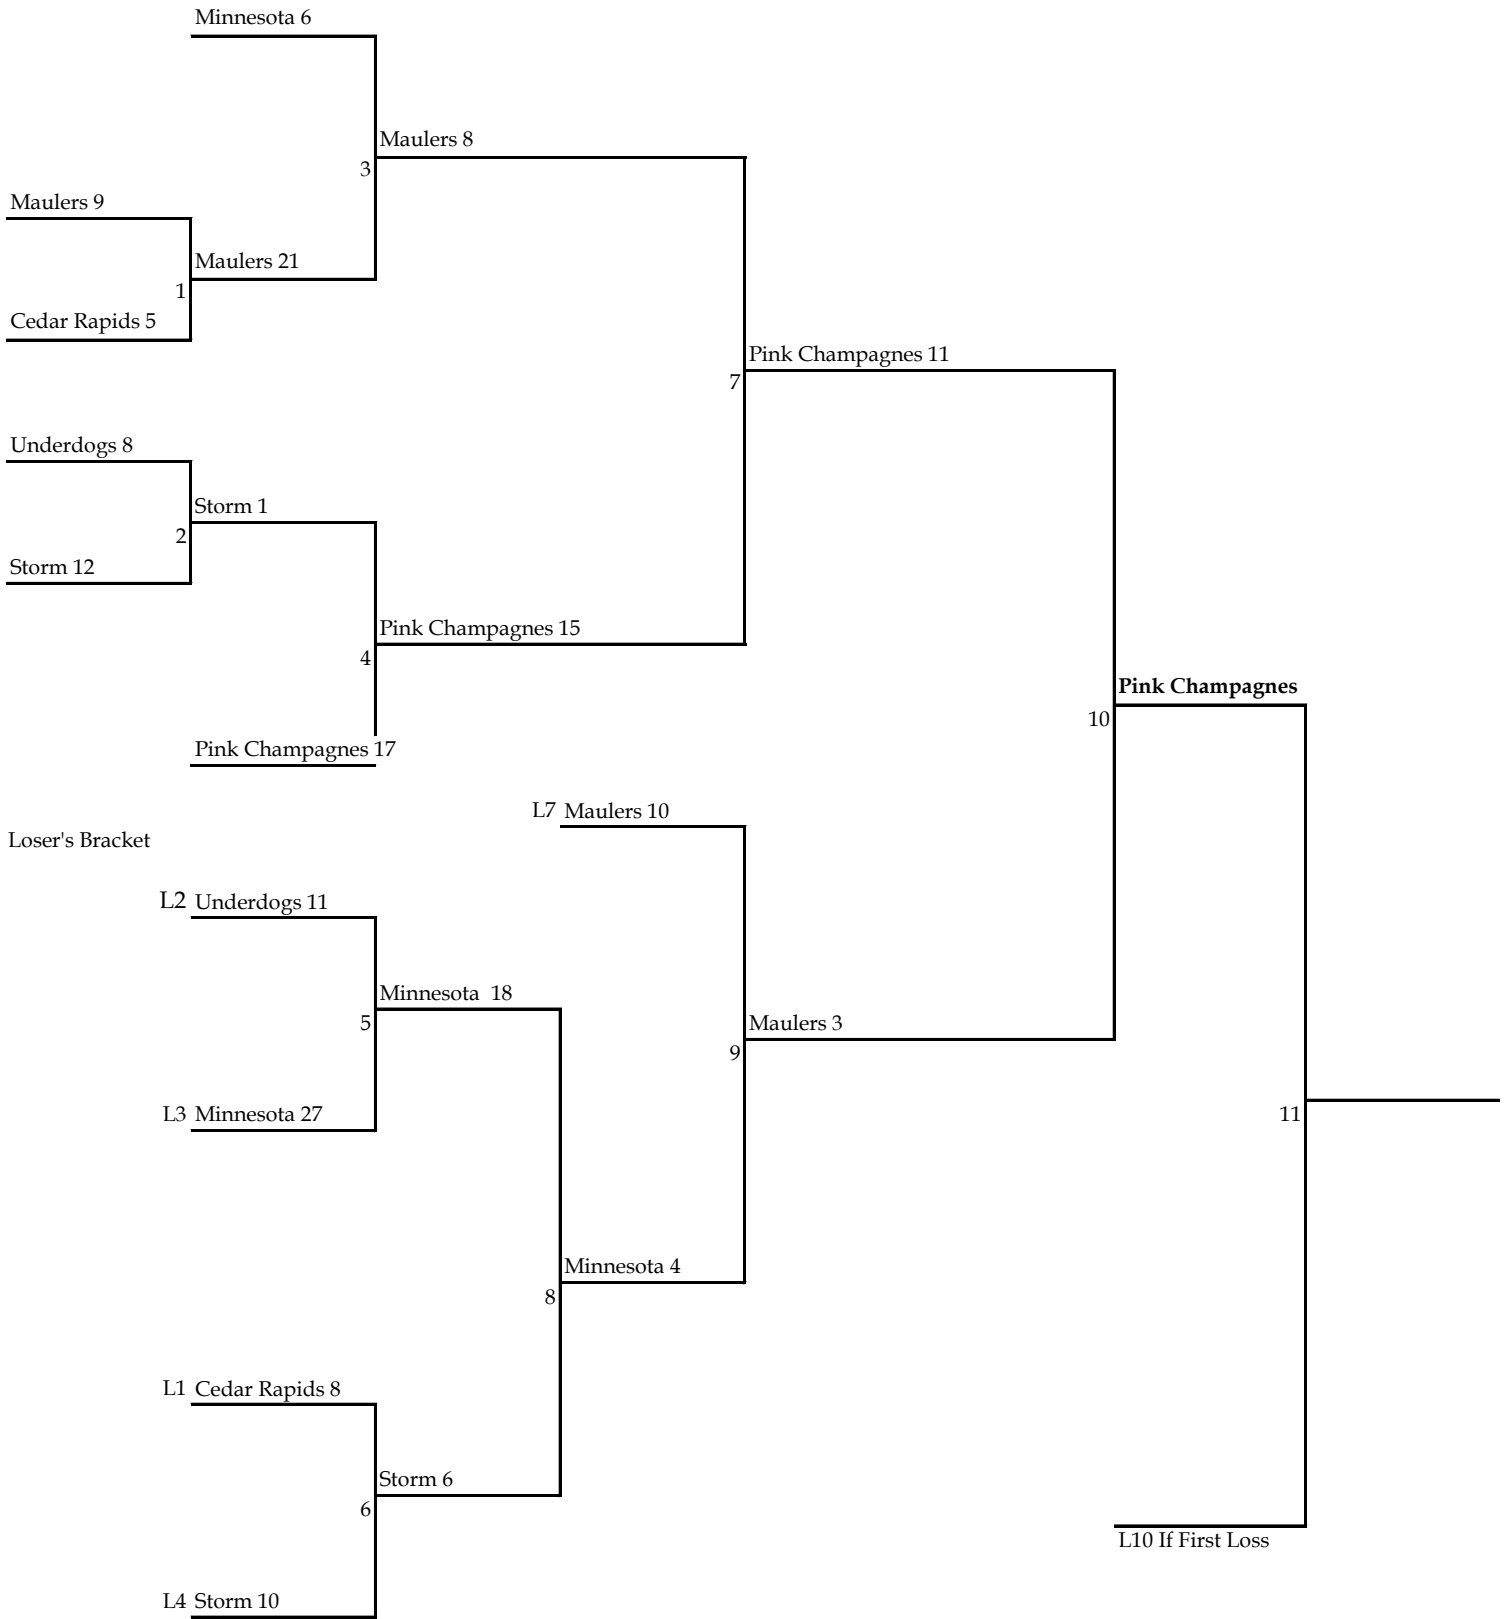 Minnesota 6
Maulers 8
3
Maulers 9
Maulers 21
1
Cedar Rapids 5
Pink Champagnes 11
7
Underdogs 8
Storm 1
2
Storm 12
Pink Champagnes 15
4
Pink Champagnes
10
Pink Champagnes 17
L7 Maulers 10
Loser's Bracket
L2 Underdogs 11
Minnesota  18
5
Maulers 3
9
L3 Minnesota 27
11
Minnesota 4
8
L1 Cedar Rapids 8
Storm 6
6
L10 If First Loss
L4 Storm 10